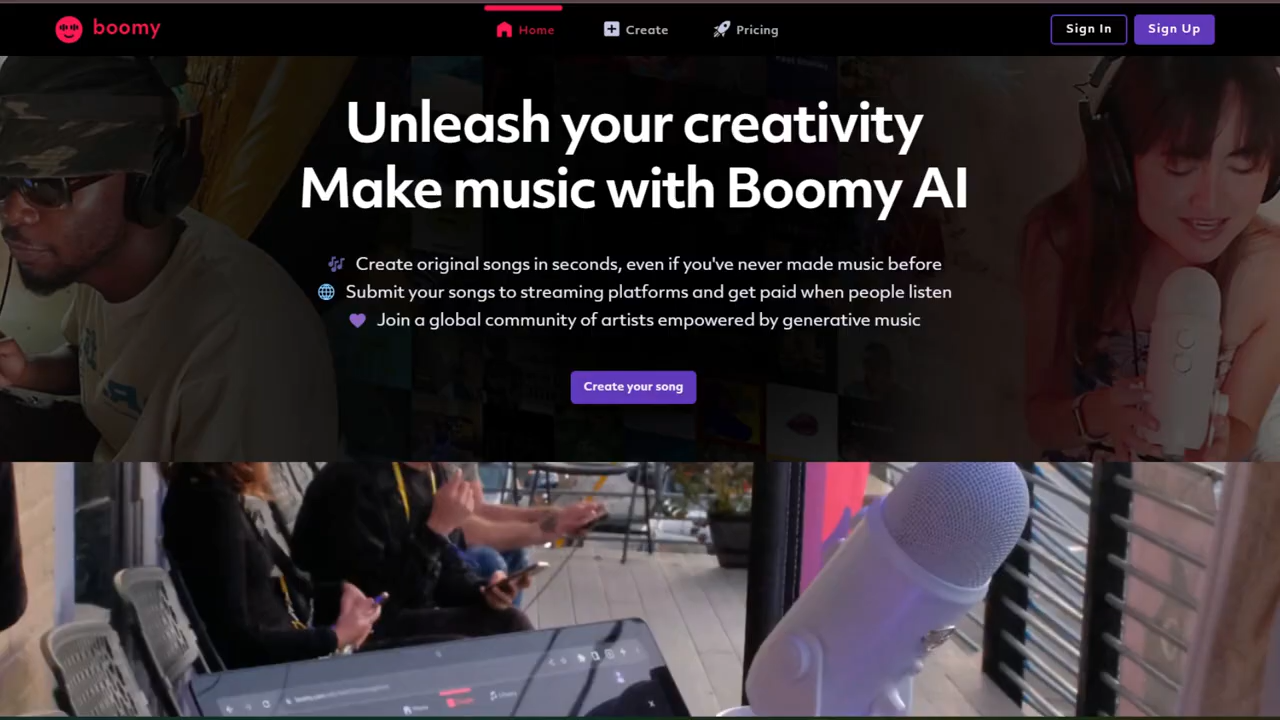 boomy
Home
Create
Pricing
Sign In
Sign Up
Unleash your creativity
Make music with Boomy AI
Create original songs in seconds, even if you've never made music before
Submit your songs to streaming platforms and get paid when people listen
Join a global community of artists empowered by generative music
Create your song